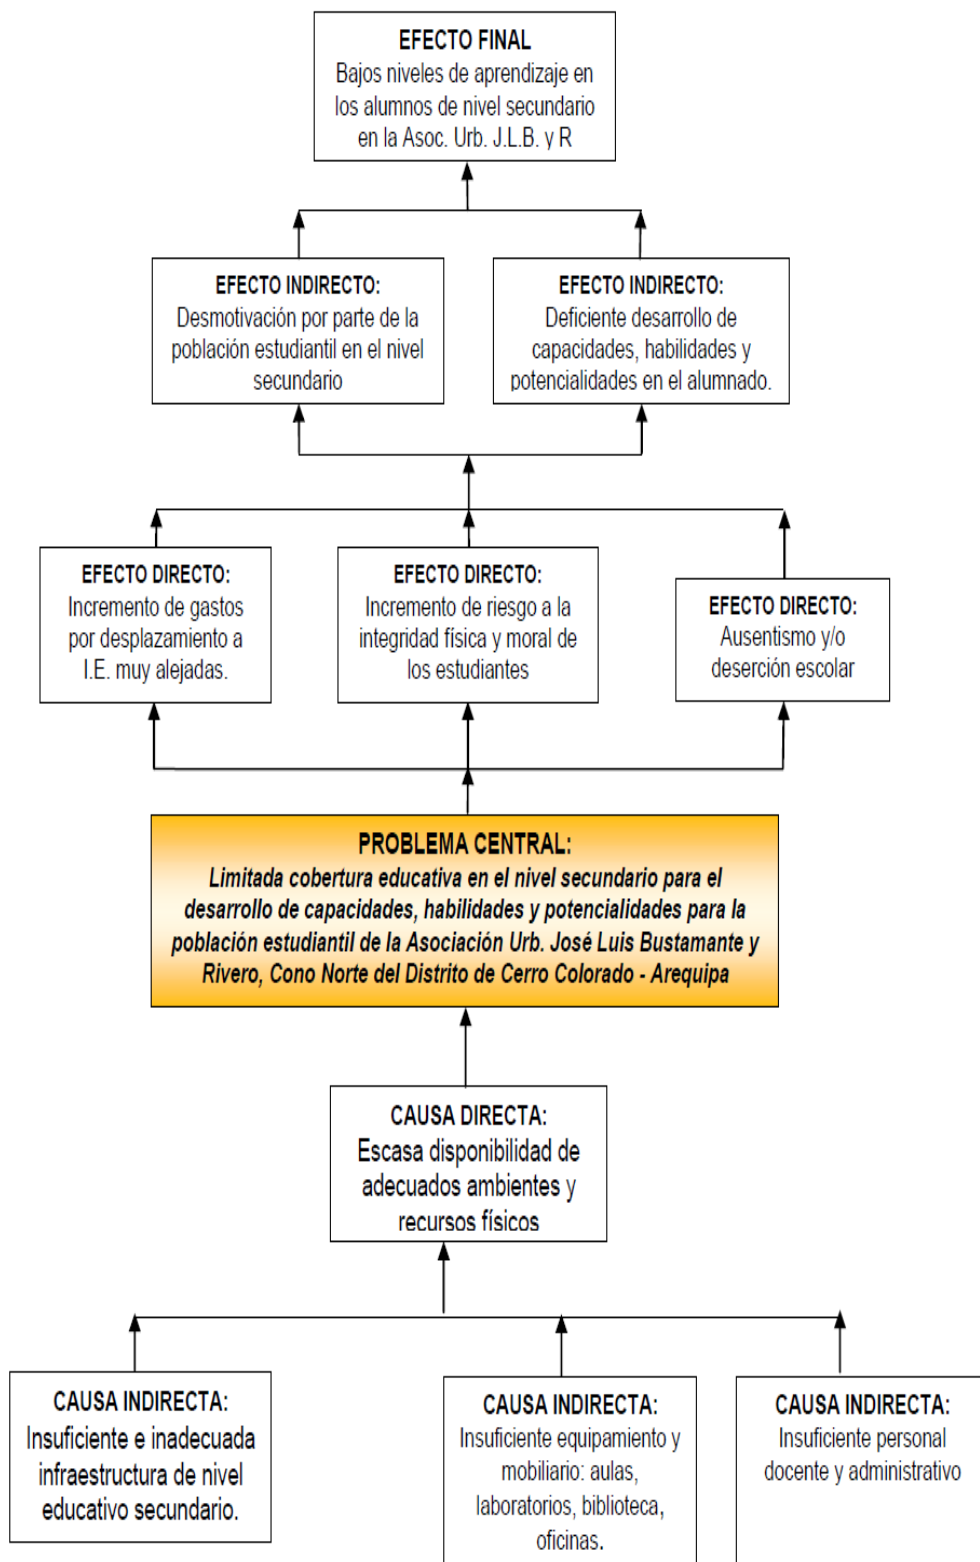 EFECTO FINAL
Bajos niveles de aprendizaje en
los alumnos de nivel secundario
en la Asoc. Urb. J.L.B. y R
EFECTO INDIRECTO:
Desmotivación por parte de la
población estudiantil en el nivel
secundario
EFECTO INDIRECTO:
Deficiente desarrollo de
capacidades, habilidades y
potencialidades en el alumnado.
EFECTO DIRECTO:
Incremento de gastos
por desplazamiento a
I.E. muy alejadas.
EFECTO DIRECTO:
Incremento de riesgo a la
integridad física y moral de
los estudiantes
EFECTO DIRECTO:
Ausentismo y/o
deserción escolar
PROBLEMA CENTRAL:
Limitada cobertura educativa en el nivel secundario para el
desarrollo de capacidades, habilidades y potencialidades para la
población estudiantil de la Asociación Urb. José Luis Bustamante y
Rivero, Cono Norte del Distrito de Cerro Colorado - Arequipa
CAUSA DIRECTA:
Escasa disponibilidad de
adecuados ambientes y
recursos físicos
CAUSA INDIRECTA:
Insuficiente e inadecuada
infraestructura de nivel
educativo secundario.
CAUSA INDIRECTA:
Insuficiente equipamiento y
mobiliario: aulas,
laboratorios, biblioteca,
oficinas.
CAUSA INDIRECTA:
Insuficiente personal
docente y administrativo